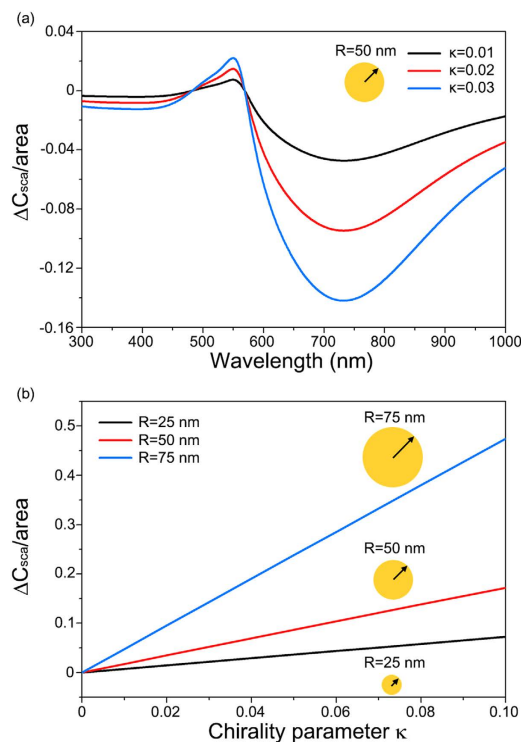 (a)
0.04
0
-0.04
-0.08
-0.12
-0.16
ΔCsca/area
R=50 nm
κ=0.01
κ=0.02
κ=0.03
300 400 500 600 700 800 900 1000
Wavelength (nm)
(b)
0.5
0.4
0.3
0.2
0.1
0
ΔCsca/area
R=25 nm
R=50 nm
R=75 nm
R=75 nm
R=50 nm
R=25 nm
0 0.02 0.04 0.06 0.08 0.10
Chirality parameter κ